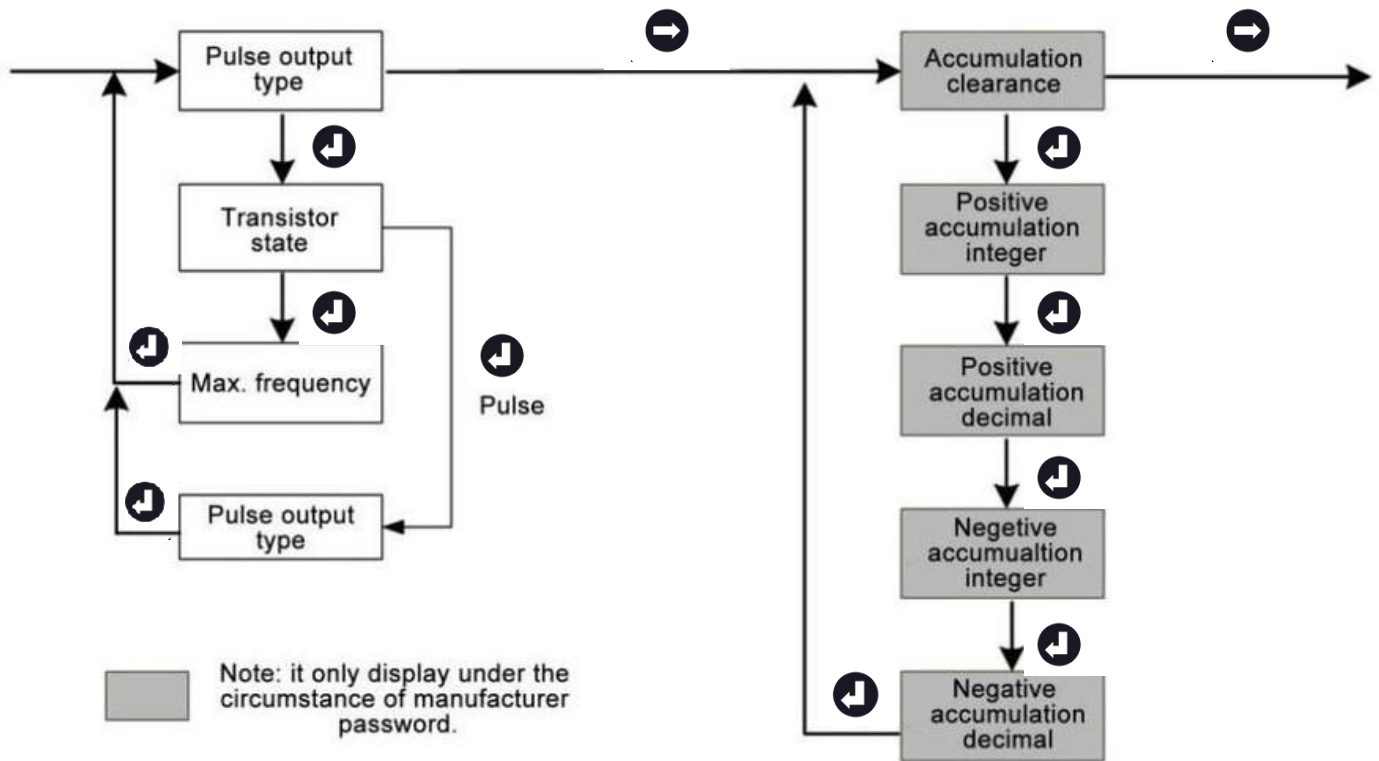 Pulse output
type
Transistor
state
Max. frequency
Pulse
Pulse output
type
Note: it only display under the
circumstance of manufacturer
password.
Accumulation
clearance
Positive
accumulation
integer
Positive
accumulation
decimal
Negetive
accumualtion
integer
Negative
accumulation
decimal